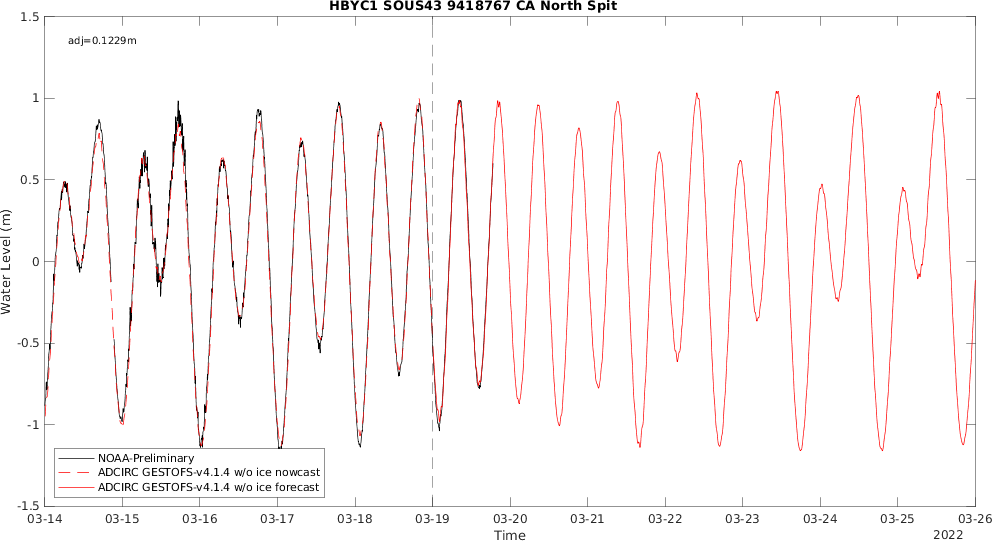 HBYC1 SOUS43 9418767 CA North Spit
adj=0.1229m
1.5
1
0.5
0
-0.5
-1
-1.5
Water Level (m)
NOAA-Preliminary
ADCIRC GESTOFS-v4.1.4 w/o ice nowcast
ADCIRC GESTOFS-v4.1.4 w/o ice forecast
03-14 03-15 03-16 03-17 03-18 03-19 03-20 03-21 03-22 03-23 03-24 03-25 03-26
Time
2022